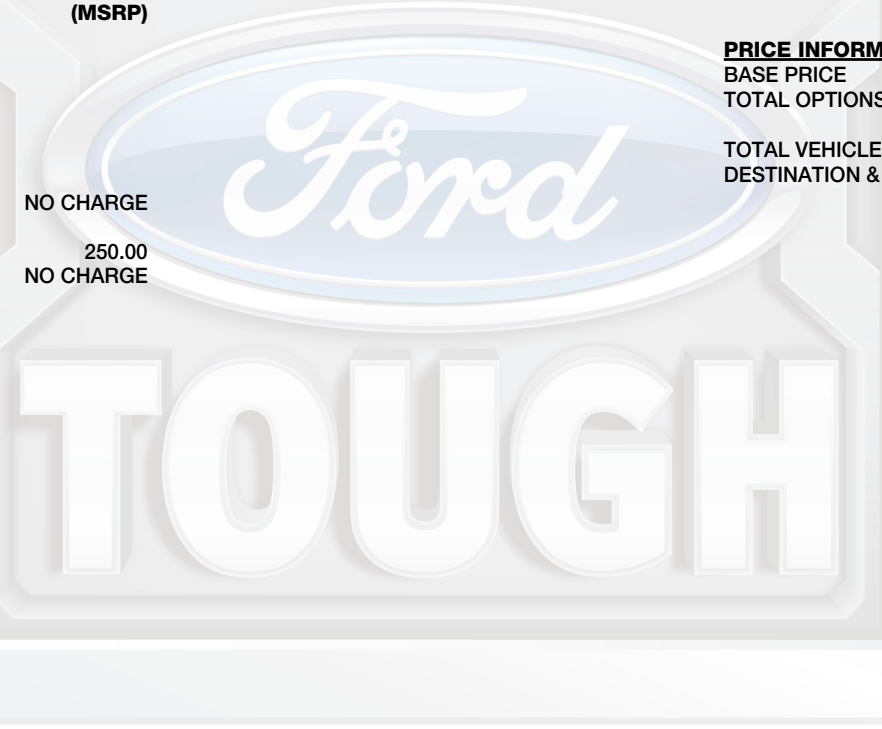 (MSRP)
NO CHARGE
250.00
NO CHARGE
PRICE INFORM
BASE PRICE
TOTAL OPTIONS
TOTAL VEHICLE
DESTINATION &
Ford
TOUGH